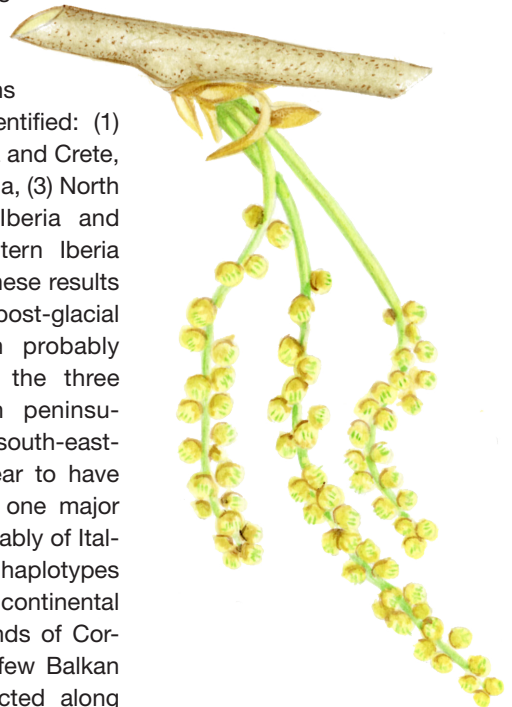 ns
entified: (1)
and Crete,
a, (3) North
Iberia and
tern Iberia
hese results
post-glacial
probably
the three
peninsu-
south-east-
ear to have
one major
ably of Ital-
haplotypes
continental
nds of Cor-
few Balkan
cted along